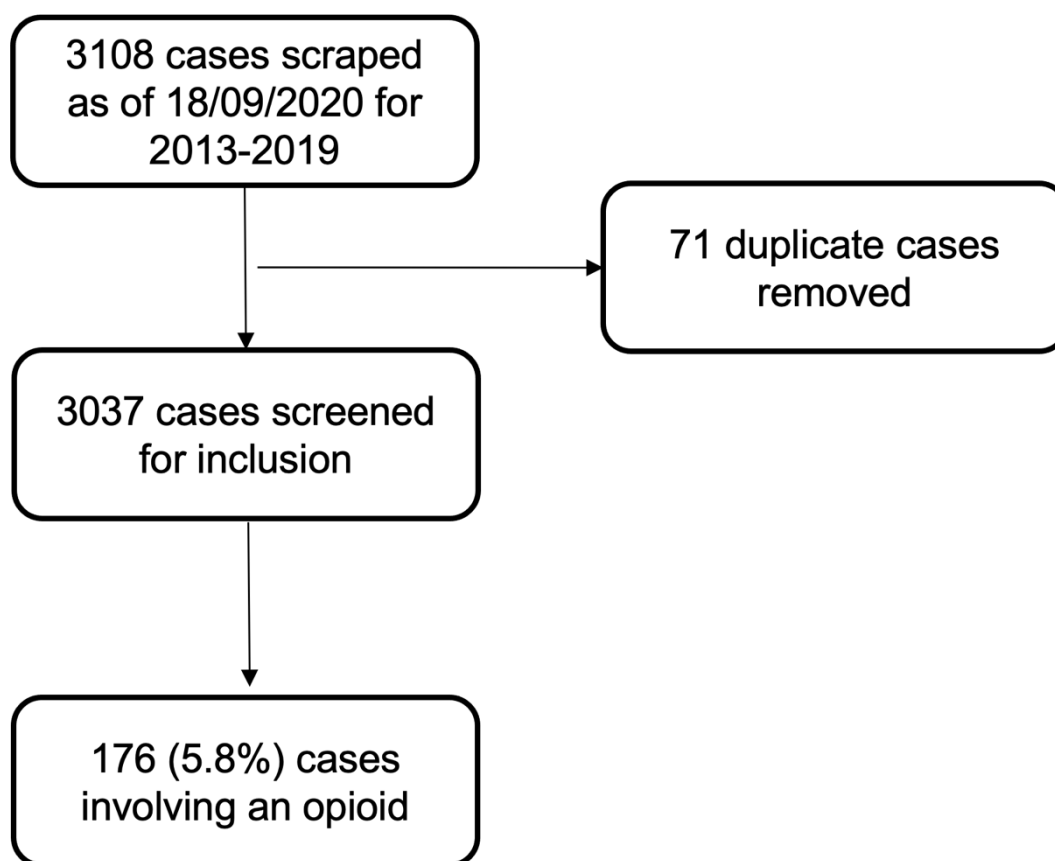 3108 cases scraped
as of 18/09/2020 for
2013-2019
71 duplicate cases
removed
3037 cases screened
for inclusion
176 (5.8%) cases
involving an opioid